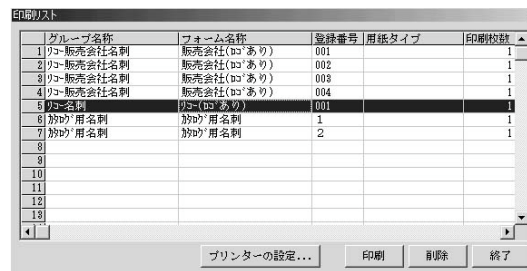 印刷リスト
グループ名称 フォーム名称 登録番号 用紙タイプ 印刷枚数
1 ﾘｺｰ販売会社名刺 販売会社(ﾛｺﾞあり) 001 1
2 ﾘｺｰ販売会社名刺 販売会社(ﾛｺﾞあり) 002 1
3 ﾘｺｰ販売会社名刺 販売会社(ﾛｺﾞあり) 003 1
4 ﾘｺｰ販売会社名刺 販売会社(ﾛｺﾞあり) 004 1
5 ﾘｺｰ名刺 ﾘｺｰ(ﾛｺﾞあり) 001 1
6 ｶﾀﾛｸﾞ用名刺 ｶﾀﾛｸﾞ用名刺 1 1
7 ｶﾀﾛｸﾞ用名刺 ｶﾀﾛｸﾞ用名刺 2 1
8
9
10
11
12
13
プリンターの設定... 印刷 削除 終了